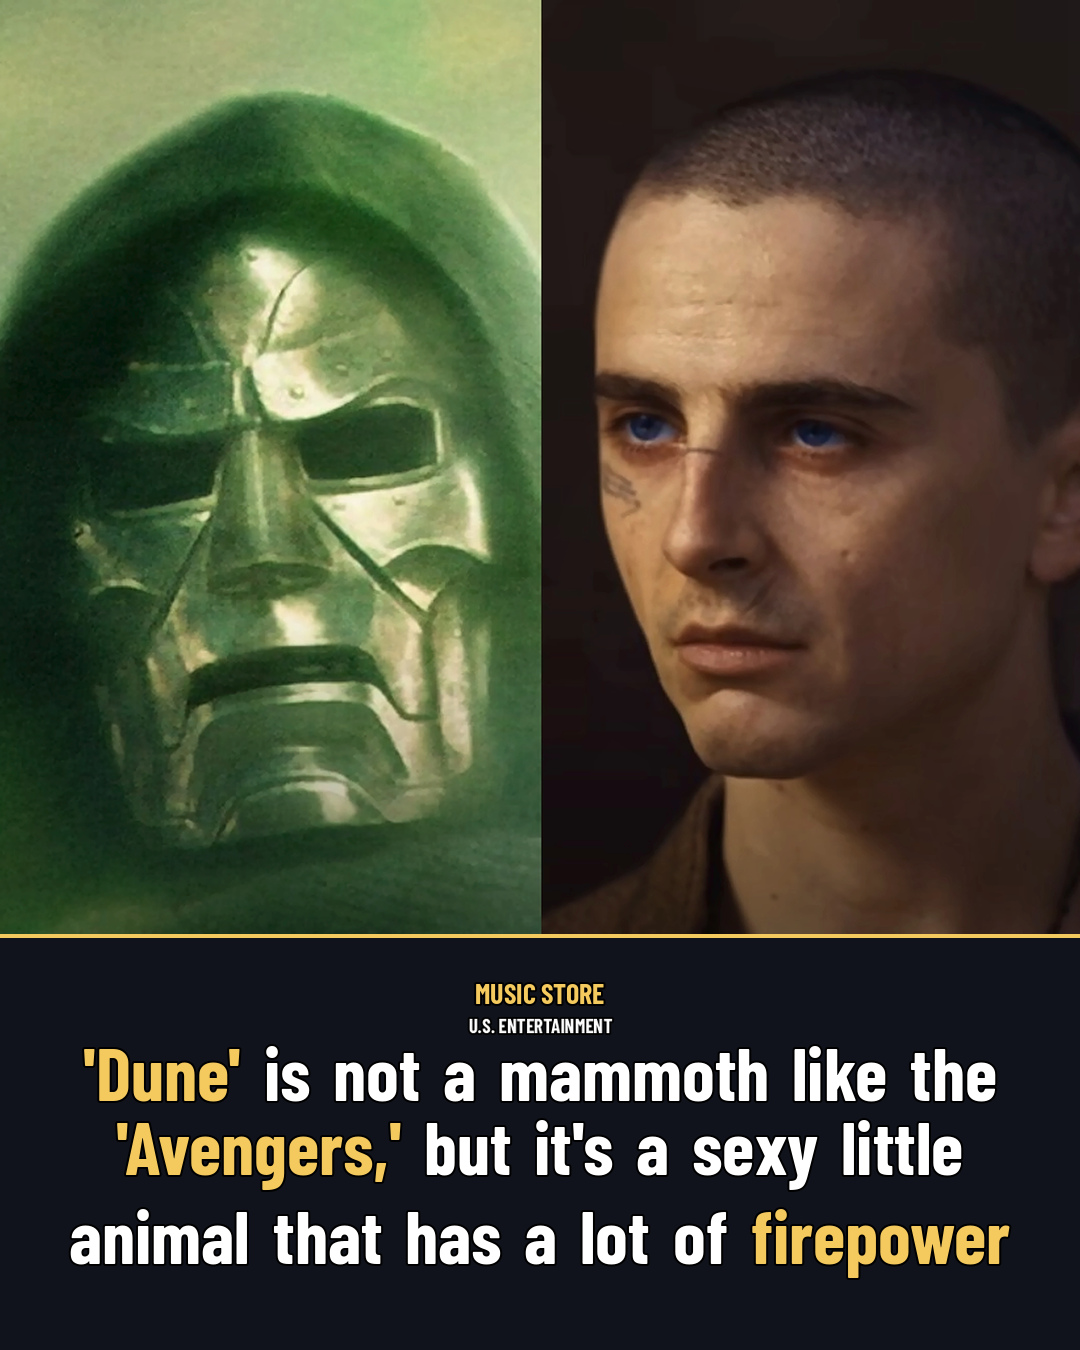 MUSIC STORE
U.S. ENTERTAINMENT
'Dune' is not a mammoth like the
'Avengers,' but it's a sexy little
animal that has a lot of firepower